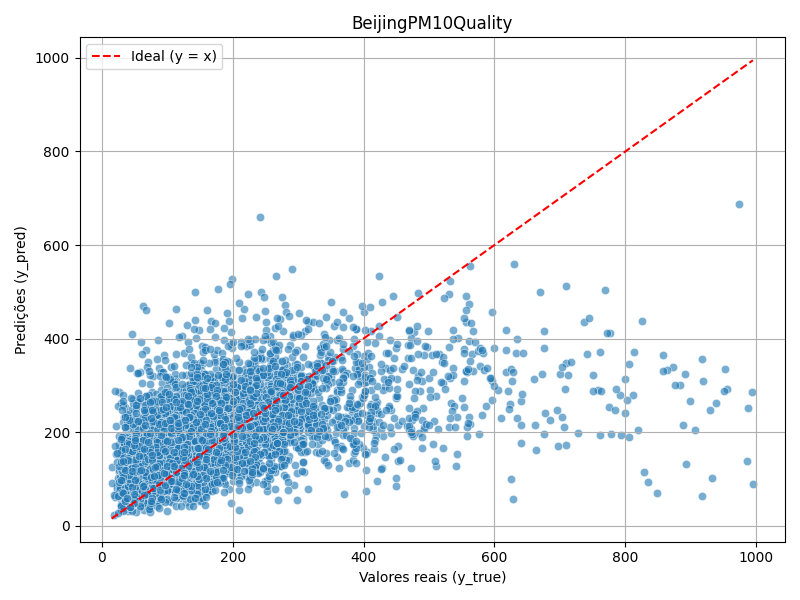 BeijingPM10Quality
Ideal (y = x)
Predições (y_pred)
1000
800
600
400
200
0
0 200 400 600 800 1000
Valores reais (y_true)